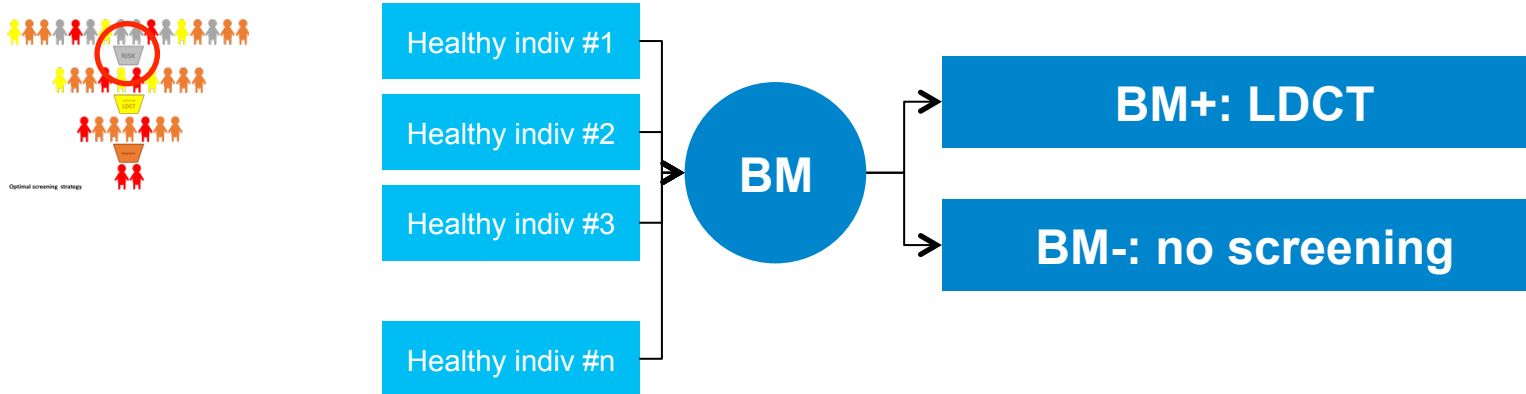 RISK
LDCT
Optimal screening strategy
Healthy indiv #1
Healthy indiv #2
Healthy indiv #3
Healthy indiv #n
BM
BM+: LDCT
BM-: no screening